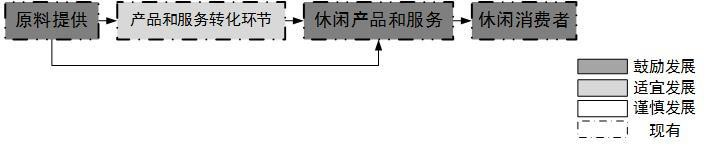 原料提供
产品和服务转化环节
休闲产品和服务
休闲消费者
鼓励发展
适宜发展
谨慎发展
现有